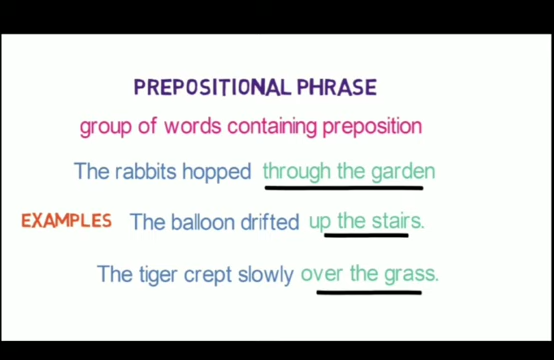 PREPOSITIONAL PHRASE
group of words containing preposition
The rabbits hopped through the garden
EXAMPLES The balloon drifted up the stairs.
The tiger crept slowly over the grass.